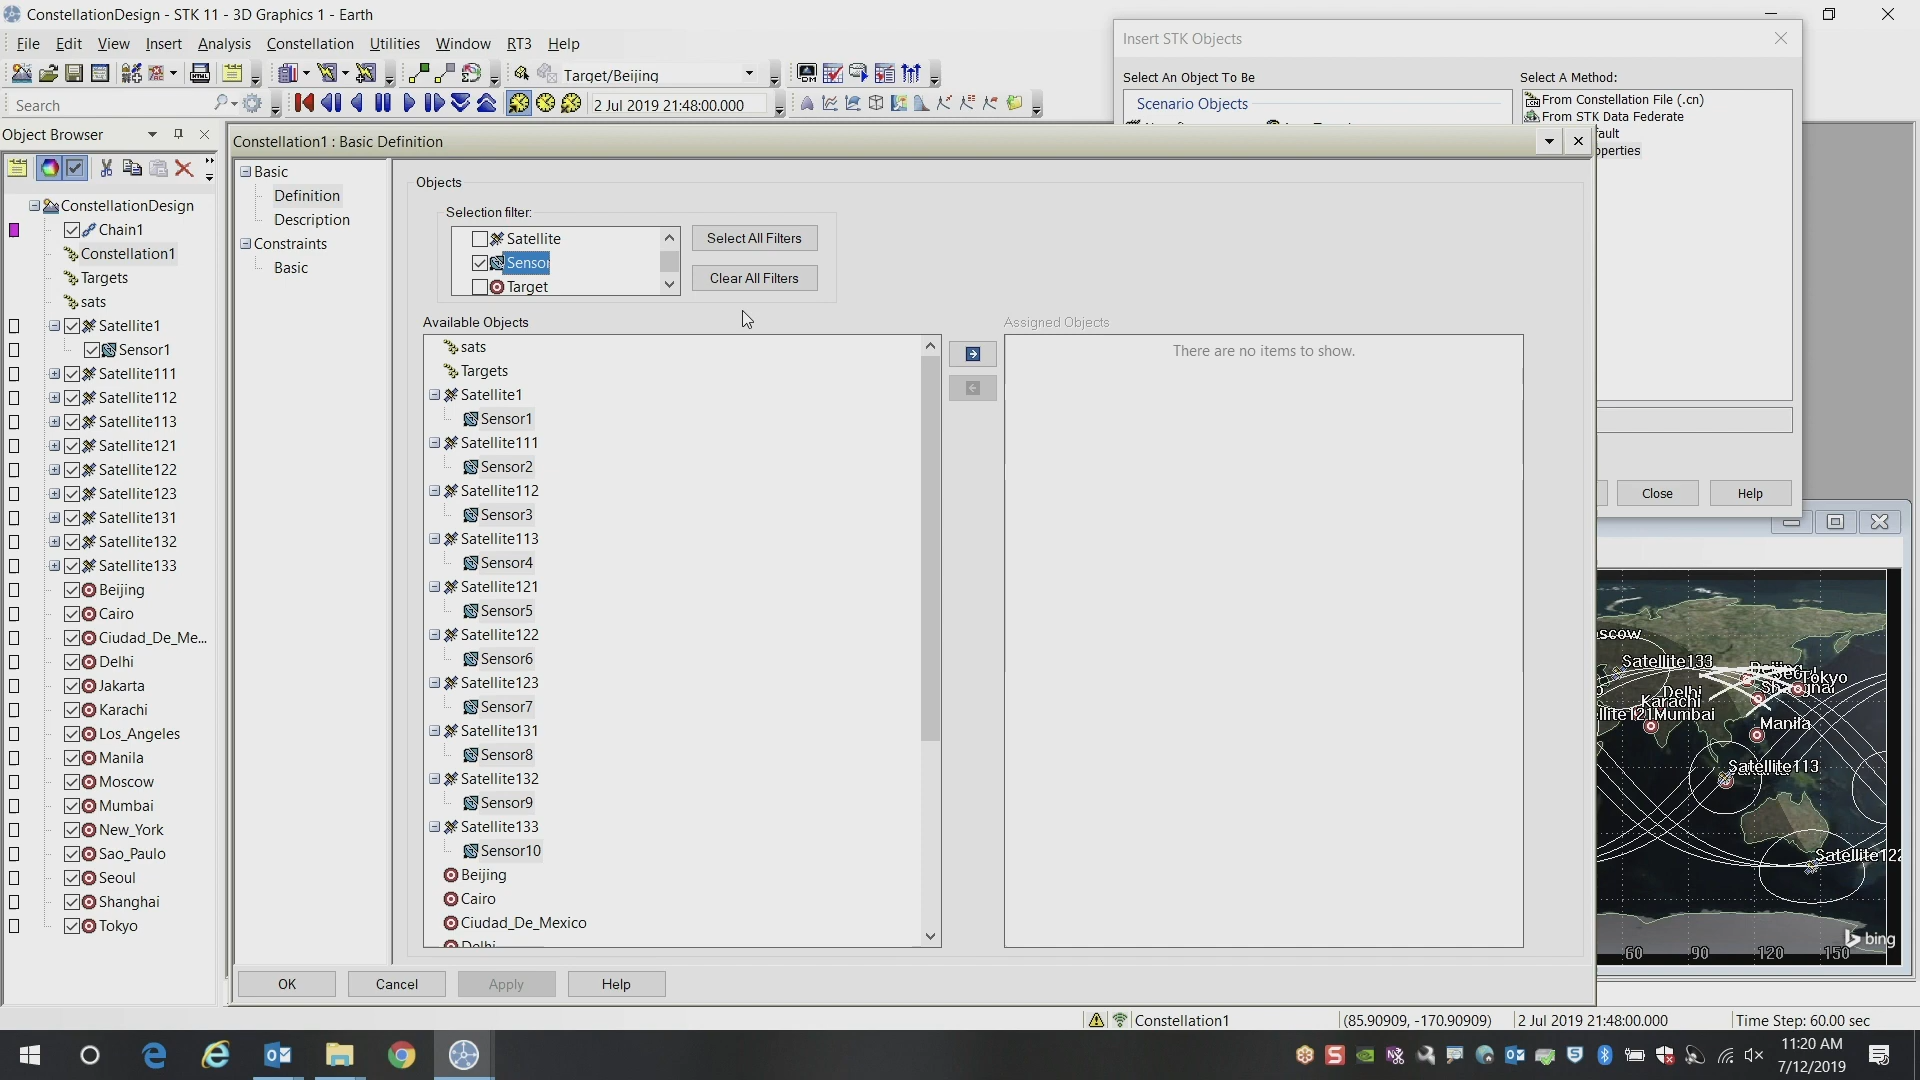 ConstellationDesign - STK 11 - 3D Graphics 1 - Earth
File Edit View Insert Analysis Constellation Utilities Window RT3 Help
Target/Beijing
Search
2 Jul 2019 21:48:00.000
Insert STK Objects
Select An Object To Be
Select A Method:
Scenario Objects
From Constellation File (.cn)
From STK Data Federate
fault
operties
Close
Help
Object Browser
ConstellationDesign
Chain1
Constellation1
Targets
sats
Satellite1
Sensor1
Satellite111
Satellite112
Satellite113
Satellite121
Satellite122
Satellite123
Satellite131
Satellite132
Satellite133
Beijing
Cairo
Ciudad_De_Me...
Delhi
Jakarta
Karachi
Los_Angeles
Manila
Moscow
Mumbai
New_York
Sao_Paulo
Seoul
Shanghai
Tokyo
Constellation1 : Basic Definition
Basic
Definition
Description
Constraints
Basic
Objects
Selection filter:
Satellite
Sensor
Target
Select All Filters
Clear All Filters
Available Objects
sats
Targets
Satellite1
Sensor1
Satellite111
Sensor2
Satellite112
Sensor3
Satellite113
Sensor4
Satellite121
Sensor5
Satellite122
Sensor6
Satellite123
Sensor7
Satellite131
Sensor8
Satellite132
Sensor9
Satellite133
Sensor10
Beijing
Cairo
Ciudad_De_Mexico
Delhi
Assigned Objects
There are no items to show.
OK
Cancel
Apply
Help
scow
Satellite133
Tokyo
Delhi
Karachi
llite121Mumbai
Manila
Satellite113
Satellite122
bing
60 90 120 150
Constellation1
(85.90909, -170.90909)
2 Jul 2019 21:48:00.000
Time Step: 60.00 sec
11:20 AM
7/12/2019